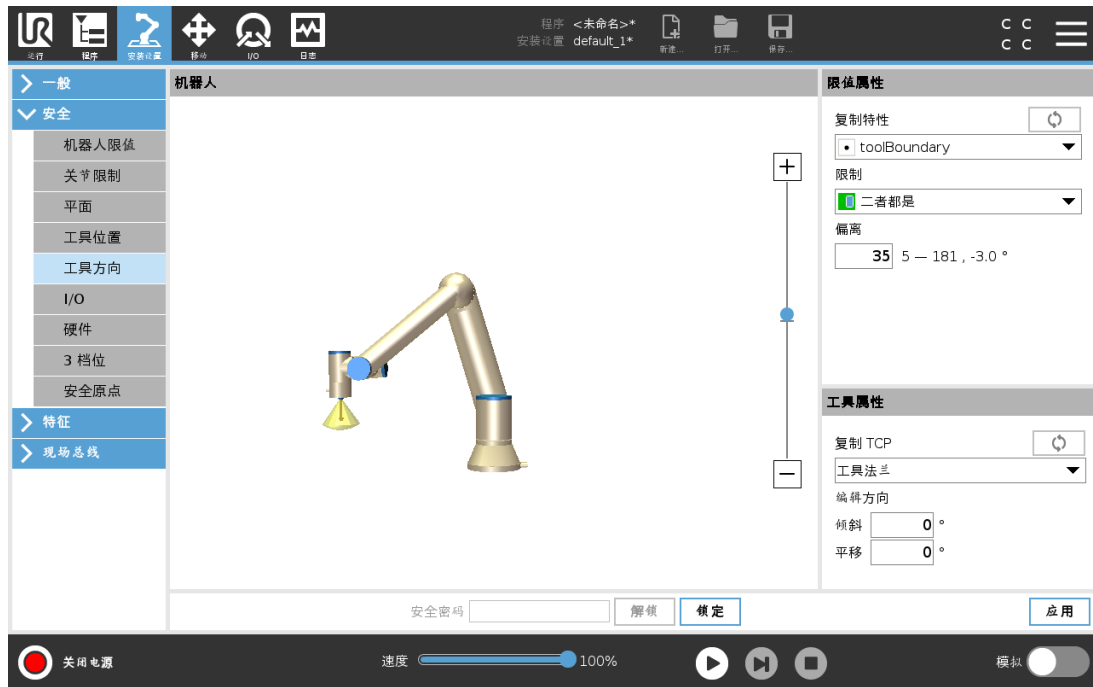 UR
程序 <未命名>*
安装设置 default_1*
C C
C C
运行
程序
安装设置
移动
I/O
日志
新建...
打开...
保存...
一般
安全
机器人限值
关节限制
平面
工具位置
工具方向
I/O
硬件
3 档位
安全原点
特征
现场总线
机器人
限值属性
复制特性
toolBoundary
限制
二者都是
偏离
35 5 — 181 , -3.0 °
工具属性
复制 TCP
工具法兰
编辑方向
倾斜 0 °
平移 0 °
安全密码 解锁 锁定 应用
关闭电源 速度 100% 模拟